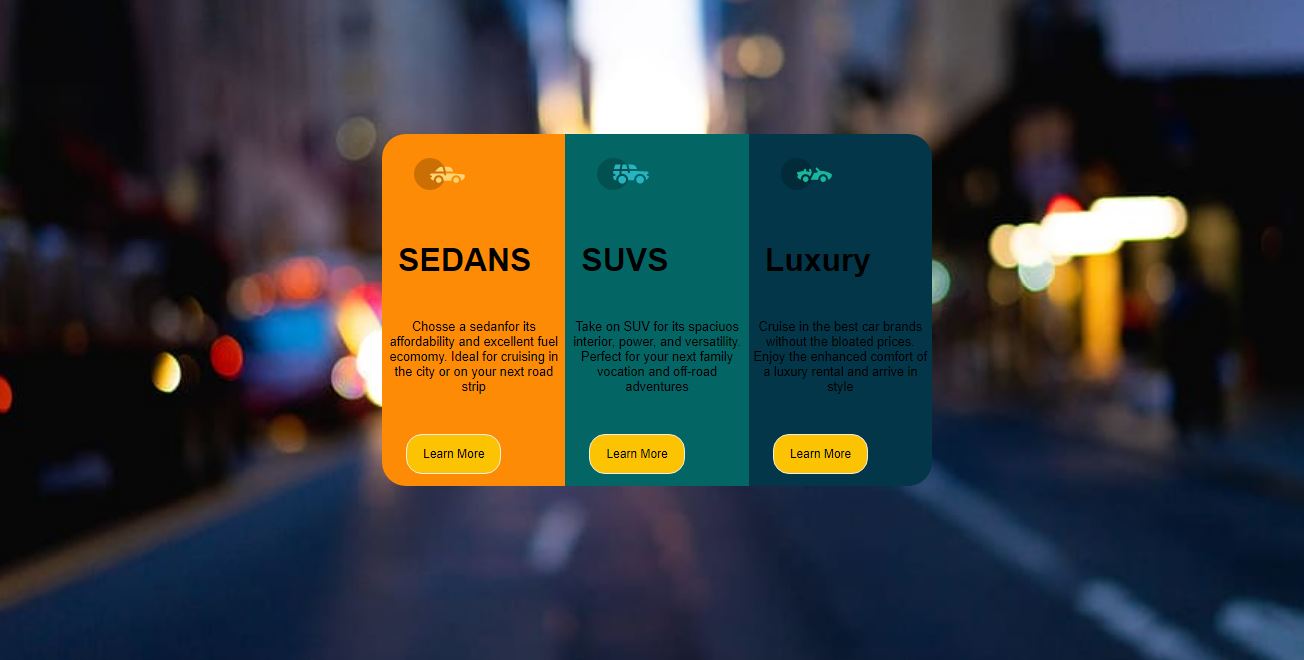 SEDANS
Chosse a sedanfor its
affordability and excellent fuel
ecomomy. Ideal for cruising in
the city or on your next road
strip
Learn More
SUVS
Take on SUV for its spaciuos
interior, power, and versatility.
Perfect for your next family
vocation and off-road
adventures
Learn More
Luxury
Cruise in the best car brands
without the bloated prices.
Enjoy the enhanced comfort of
a luxury rental and arrive in
style
Learn More